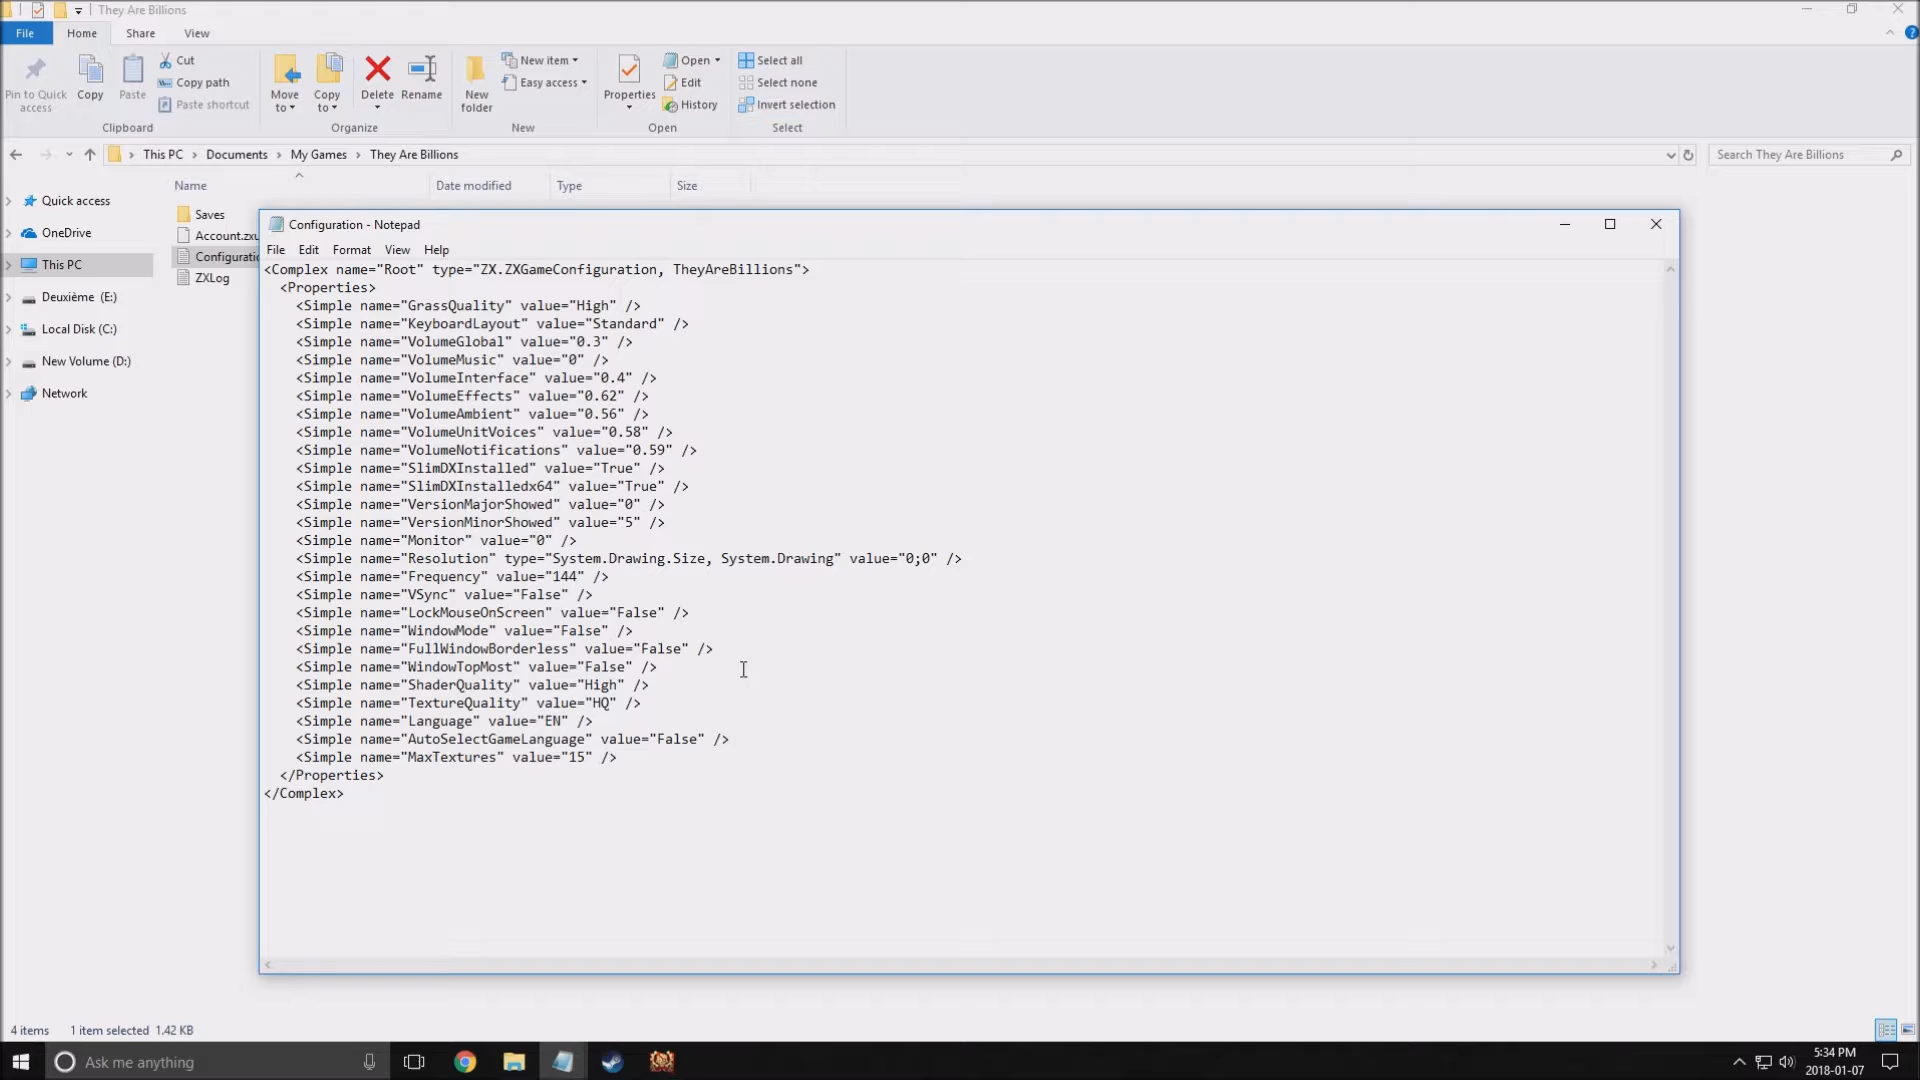 They Are Billions
File
Home
Share
View
Pin to Quick access
Copy
Paste
Cut
Copy path
Paste shortcut
Clipboard
Move to
Copy to
Delete
Rename
Organize
New folder
New item
Easy access
New
Properties
Open
Edit
History
Open
Select all
Select none
Invert selection
Select
This PC
Documents
My Games
They Are Billions
Search They Are Billions
Name
Date modified
Type
Size
Quick access
OneDrive
This PC
Deuxième (E:)
Local Disk (C:)
New Volume (D:)
Network
Saves
Account.zxu
Configuratio
ZXLog
Configuration - Notepad
File Edit Format View Help
<Complex name="Root" type="ZX.ZXGameConfiguration, TheyAreBillions">
<Properties>
<Simple name="GrassQuality" value="High" />
<Simple name="KeyboardLayout" value="Standard" />
<Simple name="VolumeGlobal" value="0.3" />
<Simple name="VolumeMusic" value="0" />
<Simple name="VolumeInterface" value="0.4" />
<Simple name="VolumeEffects" value="0.62" />
<Simple name="VolumeAmbient" value="0.56" />
<Simple name="VolumeUnitVoices" value="0.58" />
<Simple name="VolumeNotifications" value="0.59" />
<Simple name="SlimDXInstalled" value="True" />
<Simple name="SlimDXInstalledx64" value="True" />
<Simple name="VersionMajorShowed" value="0" />
<Simple name="VersionMinorShowed" value="5" />
<Simple name="Monitor" value="0" />
<Simple name="Resolution" type="System.Drawing.Size, System.Drawing" value="0;0" />
<Simple name="Frequency" value="144" />
<Simple name="VSync" value="False" />
<Simple name="LockMouseOnScreen" value="False" />
<Simple name="WindowMode" value="False" />
<Simple name="FullWindowBorderless" value="False" />
<Simple name="WindowTopMost" value="False" />
<Simple name="ShaderQuality" value="High" />
<Simple name="TextureQuality" value="HQ" />
<Simple name="Language" value="EN" />
<Simple name="AutoSelectGameLanguage" value="False" />
<Simple name="MaxTextures" value="15" />
</Properties>
</Complex>
4 items 1 item selected 1.42 KB
Ask me anything
5:34 PM
2018-01-07